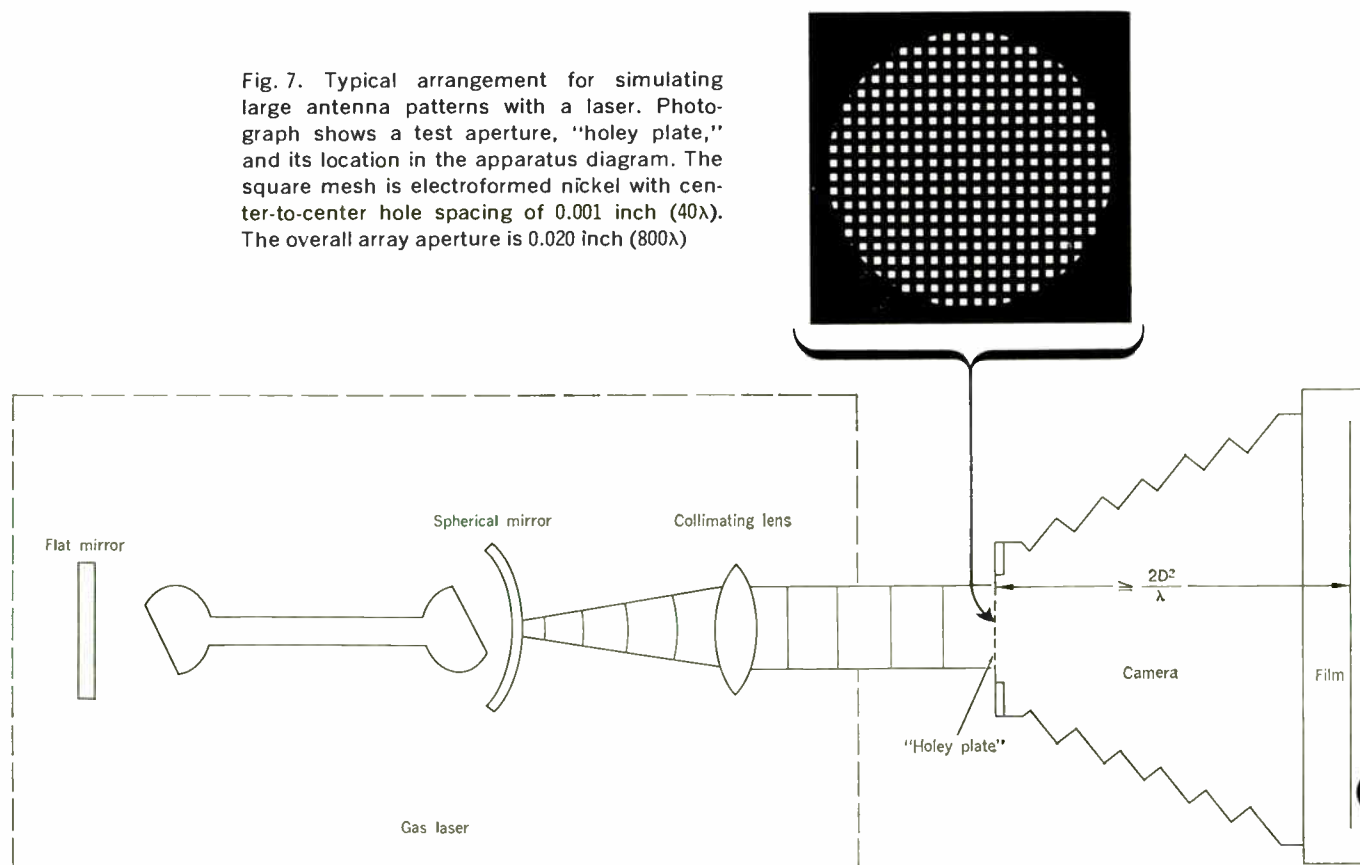 Fig. 7. Typical arrangement for simulating
large antenna patterns with a laser. Photo-
graph shows a test aperture, "holey plate,"
and its location in the apparatus diagram. The
square mesh is electroformed nickel with cen-
ter-to-center hole spacing of 0.001 inch (40λ).
The overall array aperture is 0.020 inch (800λ)
Spherical mirror
Collimating lens
Flat mirror
≧ 2D²/λ
Camera
Film
"Holey plate"
Gas laser